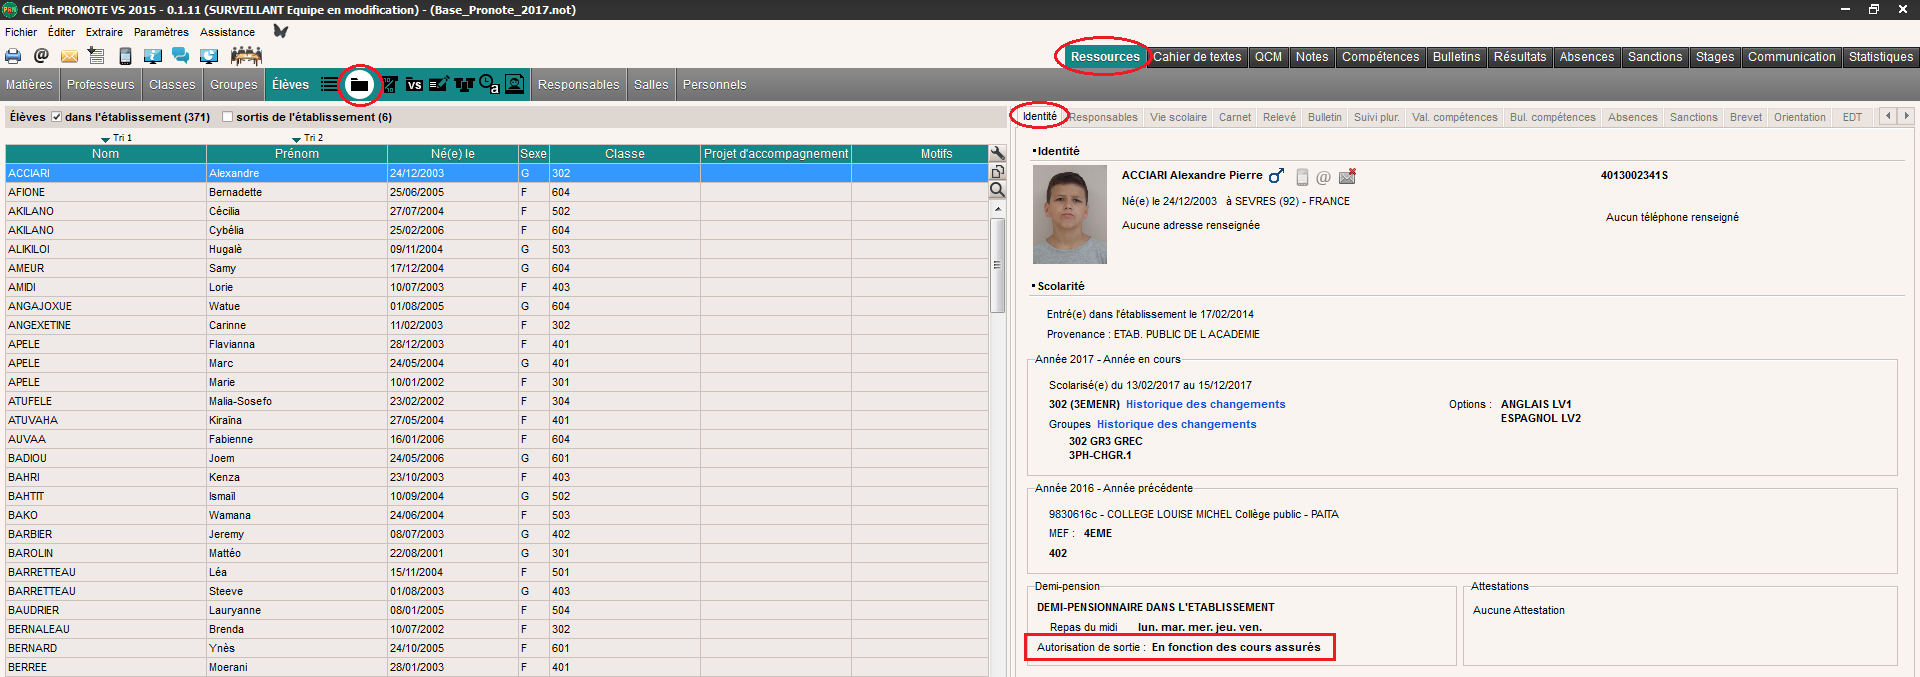 Client PRONOTE VS 2015 - 0.1.11 (SURVEILLANT Equipe en modification) - (Base_Pronote_2017.not)
Fichier Éditer Extraire Paramètres Assistance
Ressources Cahier de textes QCM Notes Compétences Bulletins Résultats Absences Sanctions Stages Communication Statistiques
Matières Professeurs Classes Groupes Élèves VS Responsables Salles Personnels
Élèves dans l'établissement (371) sortis de l'établissement (6)
Tri 1 Tri 2
Nom Prénom Né(e) le Sexe Classe Projet d'accompagnement Motifs
ACCIARI Alexandre 24/12/2003 G 302
AFIONE Bernadette 25/06/2005 F 604
AKILANO Cécilia 27/07/2004 F 502
AKILANO Cybélia 25/02/2006 F 604
ALIKILOI Hugalè 09/11/2004 G 503
AMEUR Samy 17/12/2004 G 604
AMIDI Lorie 10/07/2003 F 403
ANGAJOXUE Watue 01/08/2005 G 604
ANGEXETINE Carinne 11/02/2003 F 302
APELE Flavianna 28/12/2003 F 401
APELE Marc 24/05/2004 G 401
APELE Marie 10/01/2002 F 301
ATUFELE Malia-Sosefo 23/02/2002 F 304
ATUVAHA Kiraïna 27/05/2004 F 401
AUVAA Fabienne 16/01/2006 F 604
BADIOU Joem 24/05/2006 G 601
BAHRI Kenza 23/10/2003 F 403
BAHTIT Ismaïl 10/09/2004 G 502
BAKO Wamana 24/06/2004 F 503
BARBIER Jeremy 08/07/2003 G 402
BAROLIN Mattéo 22/08/2001 G 301
BARRETTEAU Léa 15/11/2004 F 501
BARRETTEAU Steeve 01/08/2003 G 403
BAUDRIER Lauryanne 08/01/2005 F 504
BERNALEAU Brenda 10/07/2002 F 302
BERNARD Ynès 24/10/2005 F 601
BERREE Moerani 28/01/2003 F 401
Identité Responsables Vie scolaire Carnet Relevé Bulletin Suivi plur. Val. compétences Bul. compétences Absences Sanctions Brevet Orientation EDT
Identité
ACCIARI Alexandre Pierre 4013002341S
Né(e) le 24/12/2003 à SEVRES (92) - FRANCE
Aucun téléphone renseigné
Aucune adresse renseignée
Scolarité
Entré(e) dans l'établissement le 17/02/2014
Provenance : ETAB. PUBLIC DE L ACADEMIE
Année 2017 - Année en cours
Scolarisé(e) du 13/02/2017 au 15/12/2017
302 (3EMENR) Historique des changements Options : ANGLAIS LV1
ESPAGNOL LV2
Groupes Historique des changements
302 GR3 GREC
3PH-CHGR.1
Année 2016 - Année précédente
9830616c - COLLEGE LOUISE MICHEL Collège public - PAITA
MEF : 4EME
402
Demi-pension
DEMI-PENSIONNAIRE DANS L'ETABLISSEMENT
Repas du midi lun. mar. mer. jeu. ven.
Autorisation de sortie : En fonction des cours assurés
Attestations
Aucune Attestation